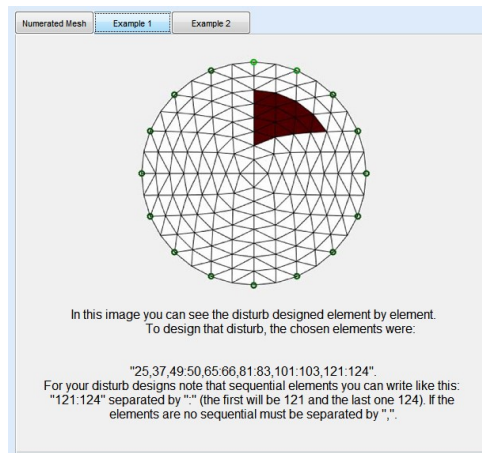 Numerated Mesh Example 1 Example 2
In this image you can see the disturb designed element by element.
To design that disturb, the chosen elements were:
"25,37,49:50,65:66,81:83,101:103,121:124".
For your disturb designs note that sequential elements you can write like this:
"121:124" separated by ":" (the first will be 121 and the last one 124). If the
elements are no sequential must be separated by ",".